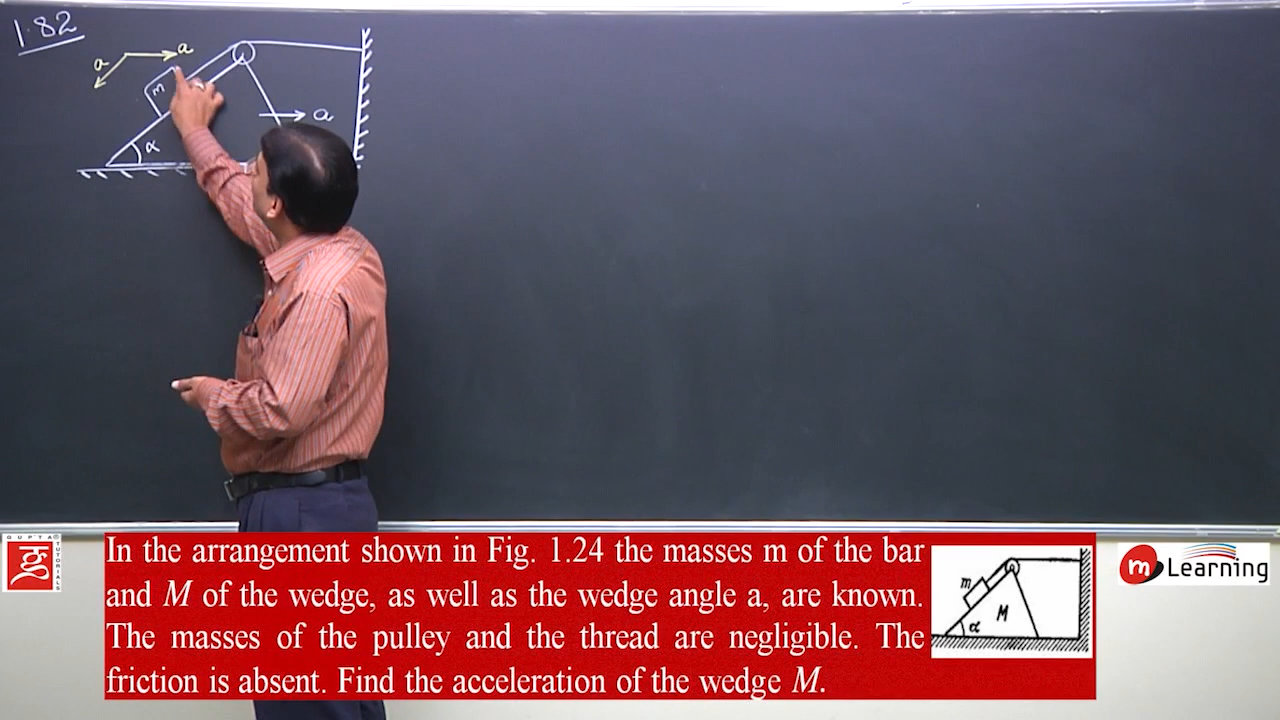 1.82
a
a
m
a
α
In the arrangement shown in Fig. 1.24 the masses m of the bar
and M of the wedge, as well as the wedge angle a, are known.
The masses of the pulley and the thread are negligible. The
friction is absent. Find the acceleration of the wedge M.
m
M
α
GUPTA
TUTORIALS
m Learning